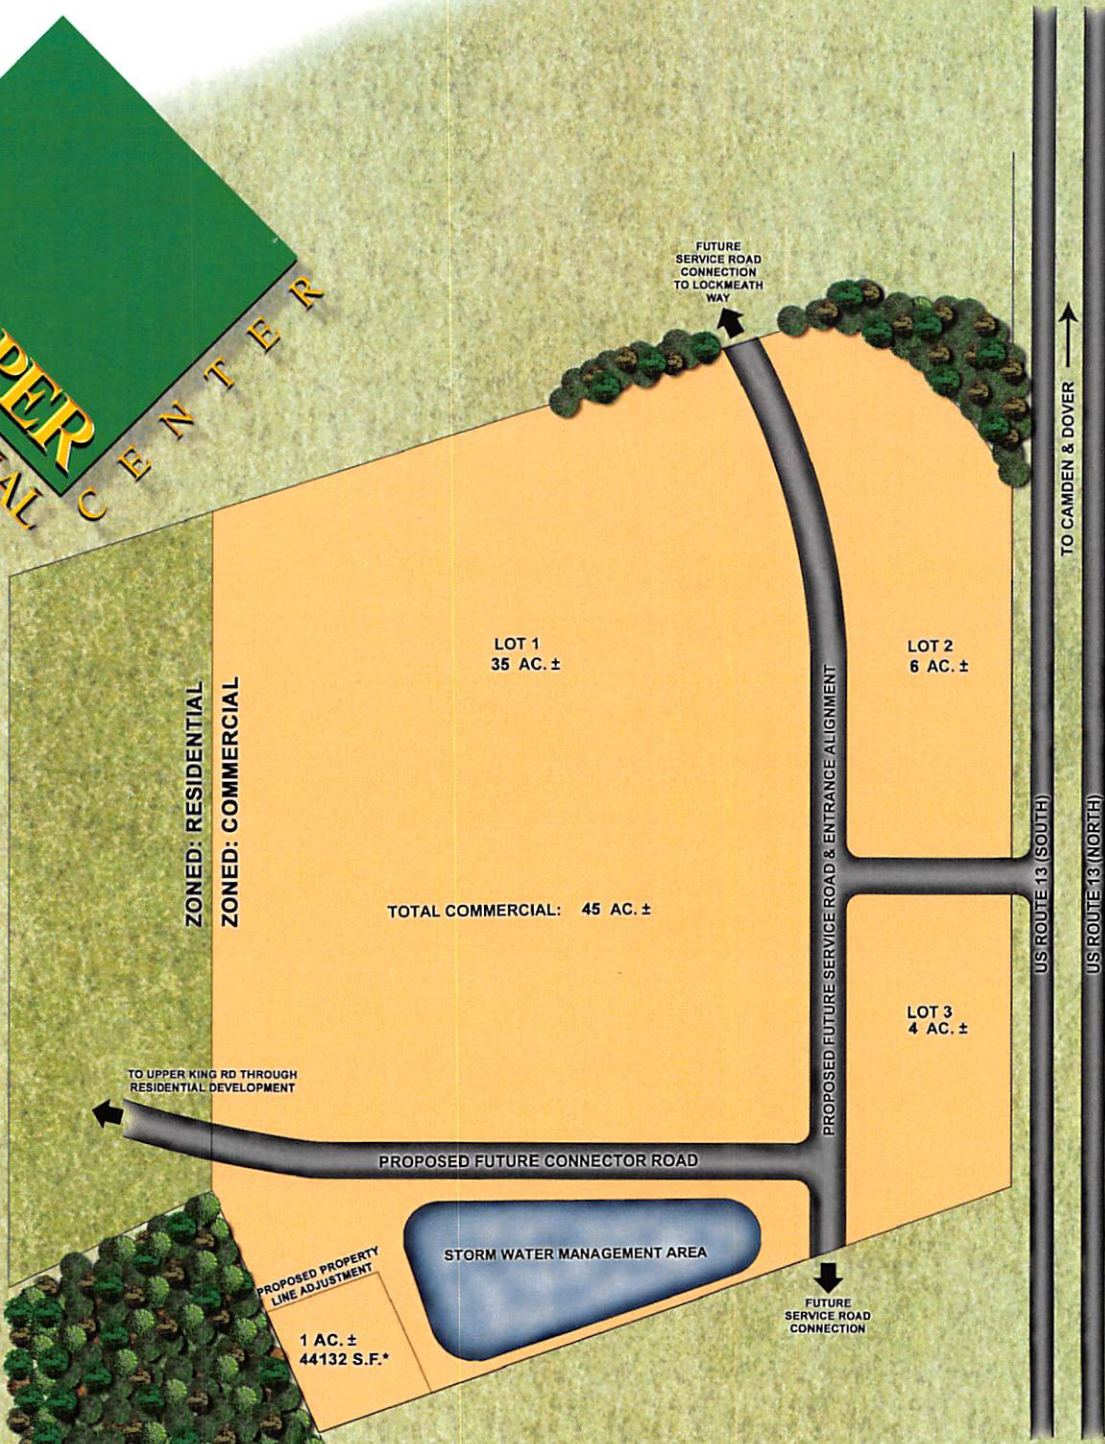 PER
AL
CENTER
FUTURE
SERVICE ROAD
CONNECTION
TO LOCKMEATH
WAY
TO CAMDEN & DOVER
LOT 1
35 AC. ±
LOT 2
6 AC. ±
ZONED: RESIDENTIAL
ZONED: COMMERCIAL
PROPOSED FUTURE SERVICE ROAD & ENTRANCE ALIGNMENT
US ROUTE 13 (SOUTH)
US ROUTE 13 (NORTH)
TOTAL COMMERCIAL: 45 AC. ±
LOT 3
4 AC. ±
TO UPPER KING RD THROUGH
RESIDENTIAL DEVELOPMENT
PROPOSED FUTURE CONNECTOR ROAD
STORM WATER MANAGEMENT AREA
PROPOSED PROPERTY
LINE ADJUSTMENT
1 AC. ±
44132 S.F.*
FUTURE
SERVICE ROAD
CONNECTION